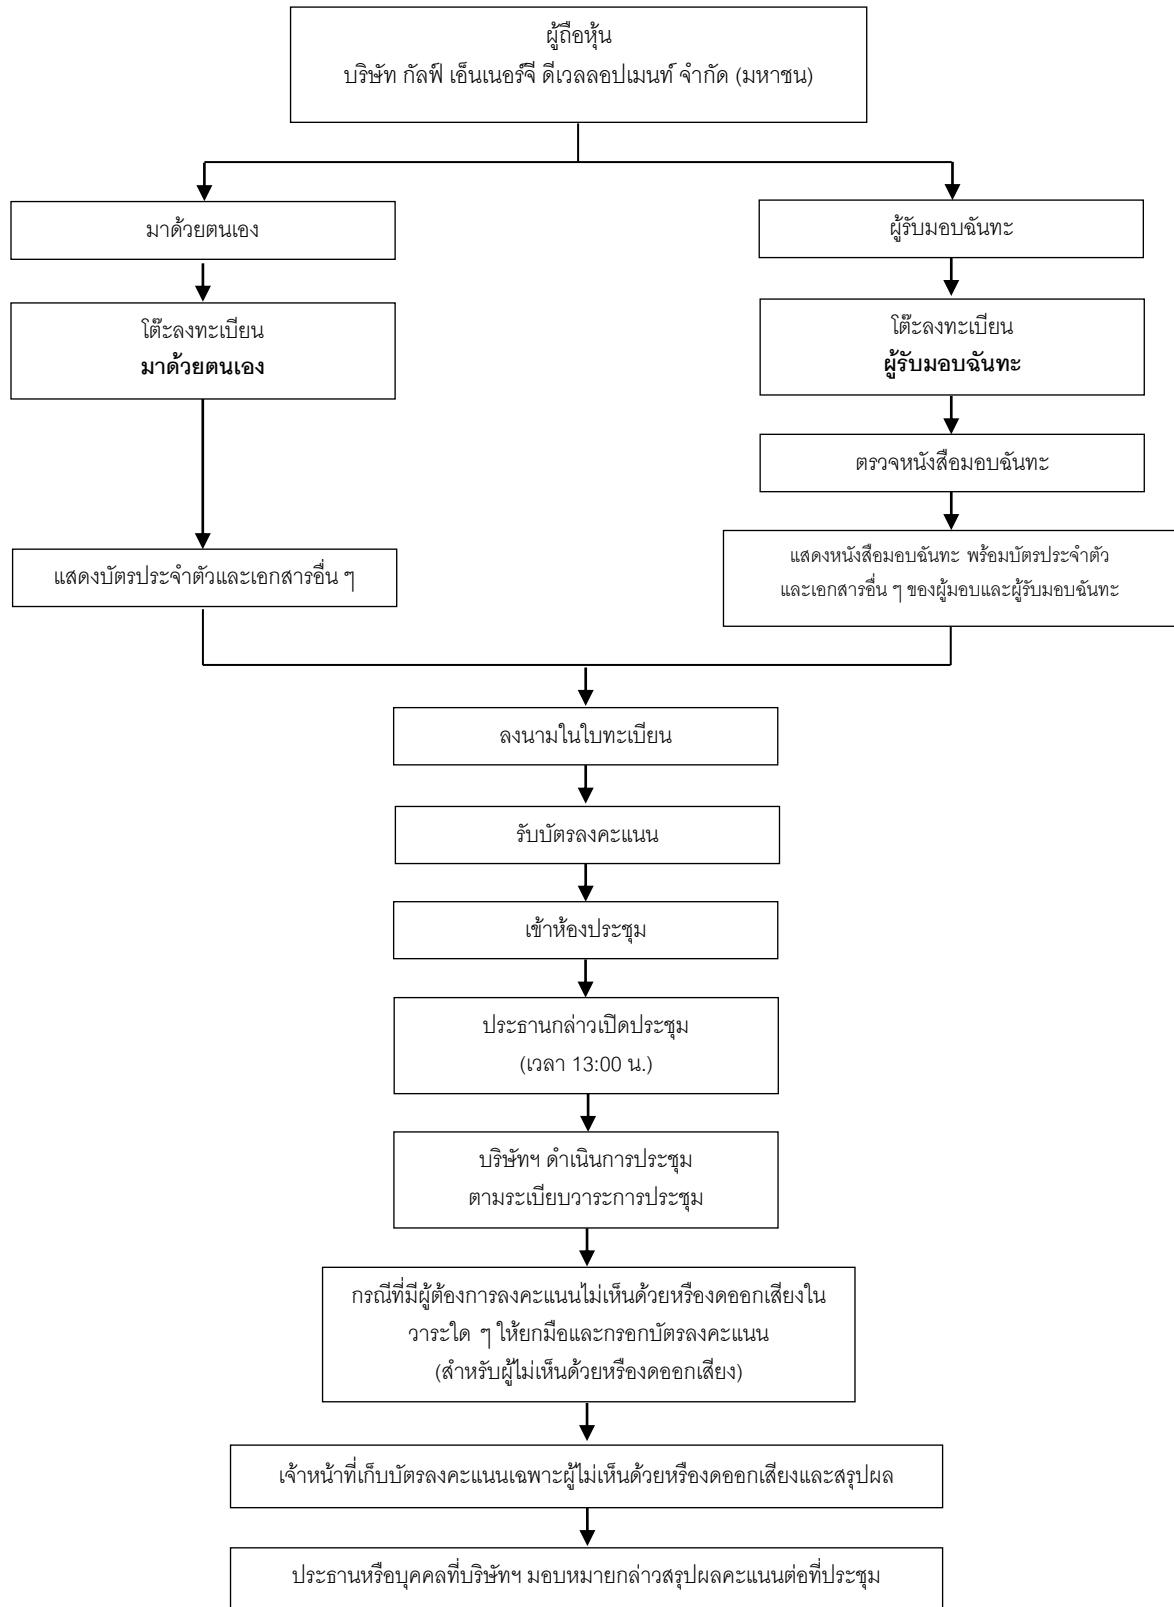 ผู้ถือหุ้น
บริษัท กัลฟ์ เอ็นเนอร์จี ดีเวลลอปเมนท์ จำกัด (มหาชน)
มาด้วยตนเอง
ผู้รับมอบฉันทะ
โต๊ะลงทะเบียน
มาด้วยตนเอง
โต๊ะลงทะเบียน
ผู้รับมอบฉันทะ
ตรวจหนังสือมอบฉันทะ
แสดงบัตรประจำตัวและเอกสารอื่น ๆ
แสดงหนังสือมอบฉันทะ พร้อมบัตรประจำตัว
และเอกสารอื่น ๆ ของผู้มอบและผู้รับมอบฉันทะ
ลงนามในใบทะเบียน
รับบัตรลงคะแนน
เข้าห้องประชุม
ประธานกล่าวเปิดประชุม
(เวลา 13:00 น.)
บริษัทฯ ดำเนินการประชุม
ตามระเบียบวาระการประชุม
กรณีที่มีผู้ต้องการลงคะแนนไม่เห็นด้วยหรืองดออกเสียงใน
วาระใด ๆ ให้ยกมือและกรอกบัตรลงคะแนน
(สำหรับผู้ไม่เห็นด้วยหรืองดออกเสียง)
เจ้าหน้าที่เก็บบัตรลงคะแนนเฉพาะผู้ไม่เห็นด้วยหรืองดออกเสียงและสรุปผล
ประธานหรือบุคคลที่บริษัทฯ มอบหมายกล่าวสรุปผลคะแนนต่อที่ประชุม